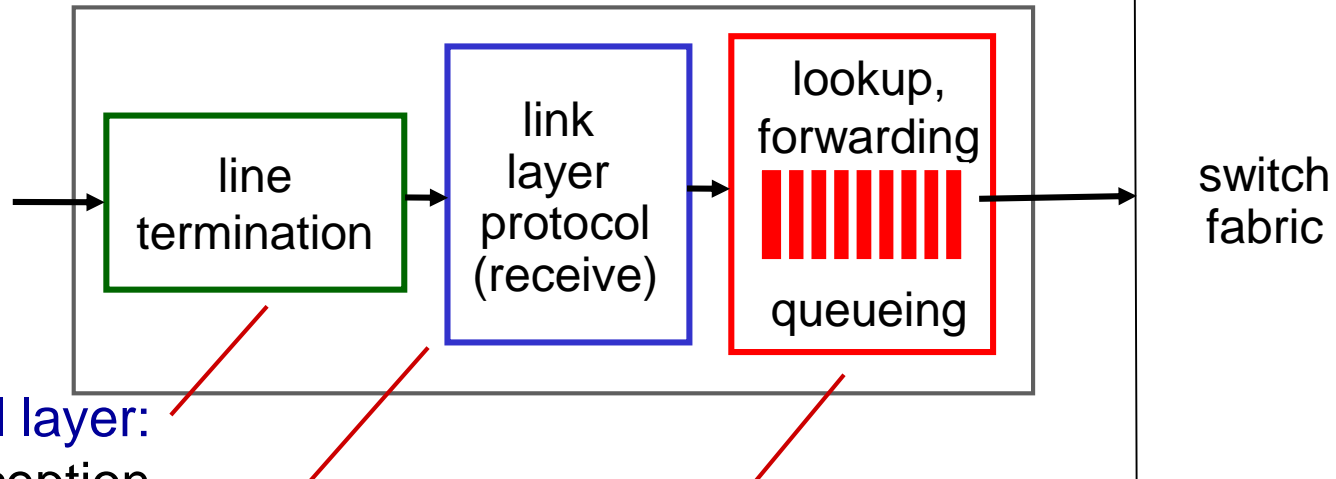 line
termination
link
layer
protocol
(receive)
lookup,
forwarding
queueing
switch
fabric
layer: